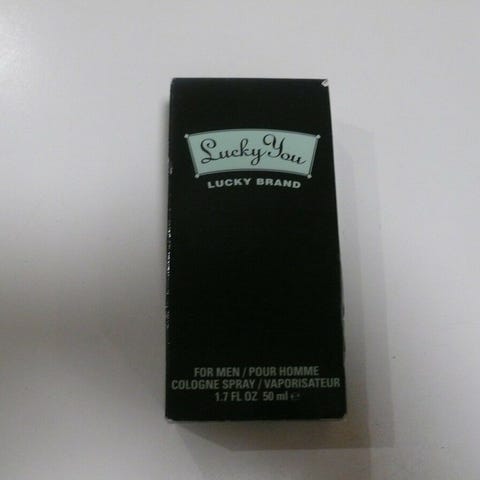 Lucky You
LUCKY BRAND
FOR MEN / POUR HOMME
COLOGNE SPRAY / VAPORISATEUR
1.7 FL OZ 50 ml ℮